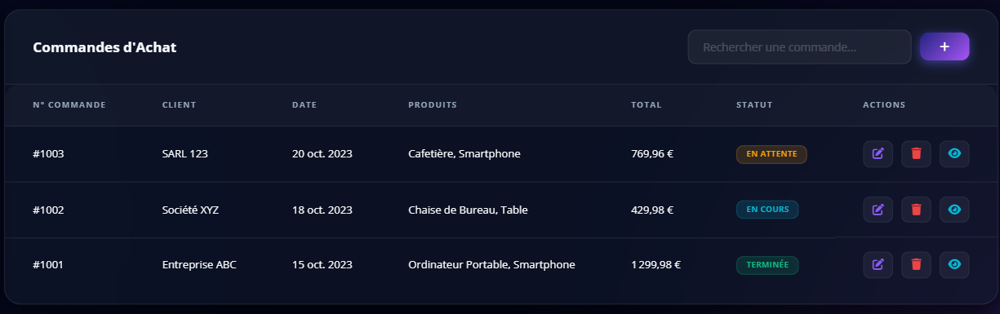 Commandes d'Achat
Rechercher une commande...
+
N° COMMANDE CLIENT DATE PRODUITS TOTAL STATUT ACTIONS
#1003 SARL 123 20 oct. 2023 Cafetière, Smartphone 769,96 € EN ATTENTE
#1002 Société XYZ 18 oct. 2023 Chaise de Bureau, Table 429,98 € EN COURS
#1001 Entreprise ABC 15 oct. 2023 Ordinateur Portable, Smartphone 1 299,98 € TERMINÉE